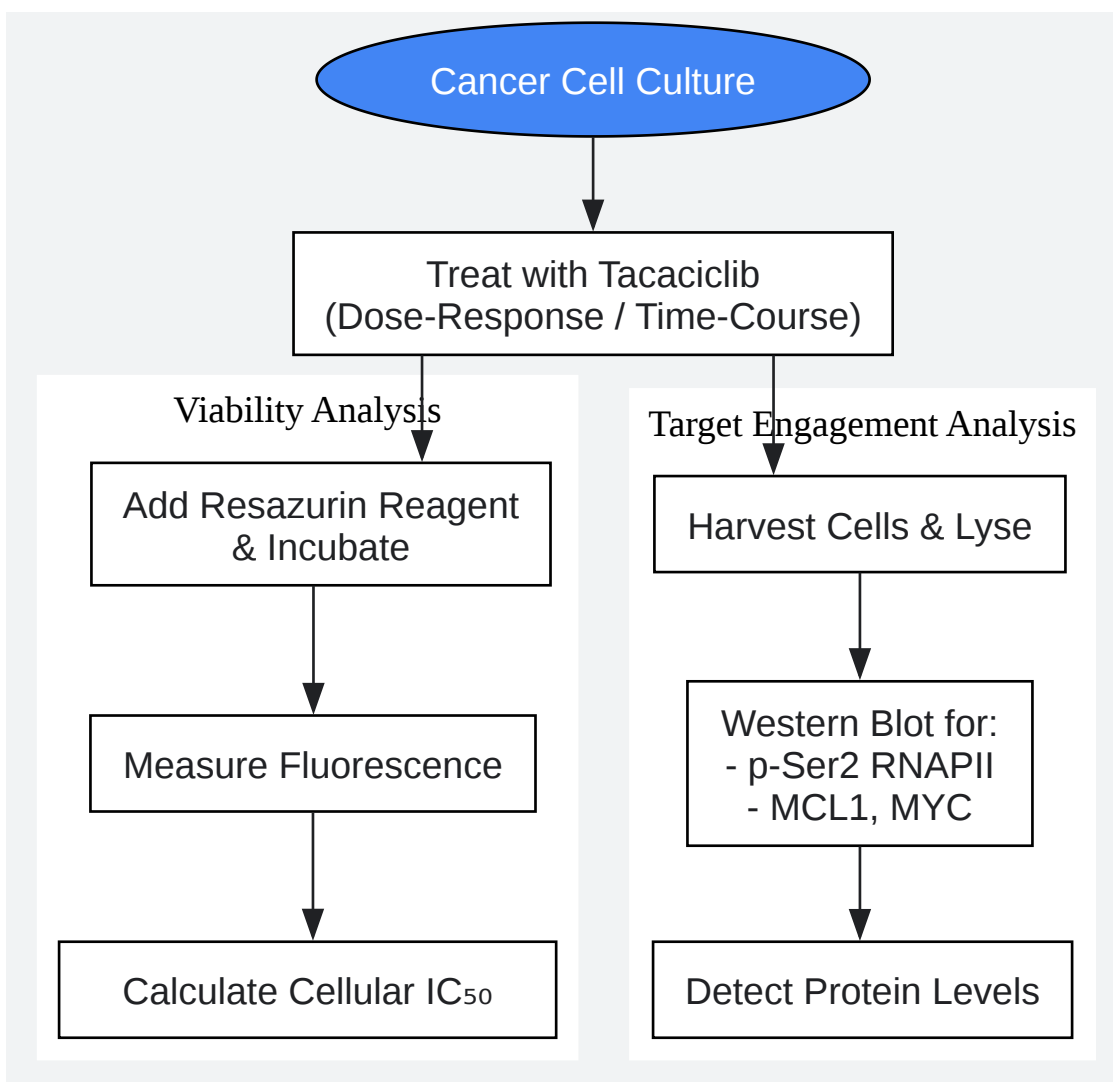 Cancer Cell Culture
Treat with Tacaciclib
(Dose-Response / Time-Course)
Viability Analysis
Add Resazurin Reagent
& Incubate
Measure Fluorescence
Calculate Cellular IC₅₀
Target Engagement Analysis
Harvest Cells & Lyse
Western Blot for:
- p-Ser2 RNAPII
- MCL1, MYC
Detect Protein Levels